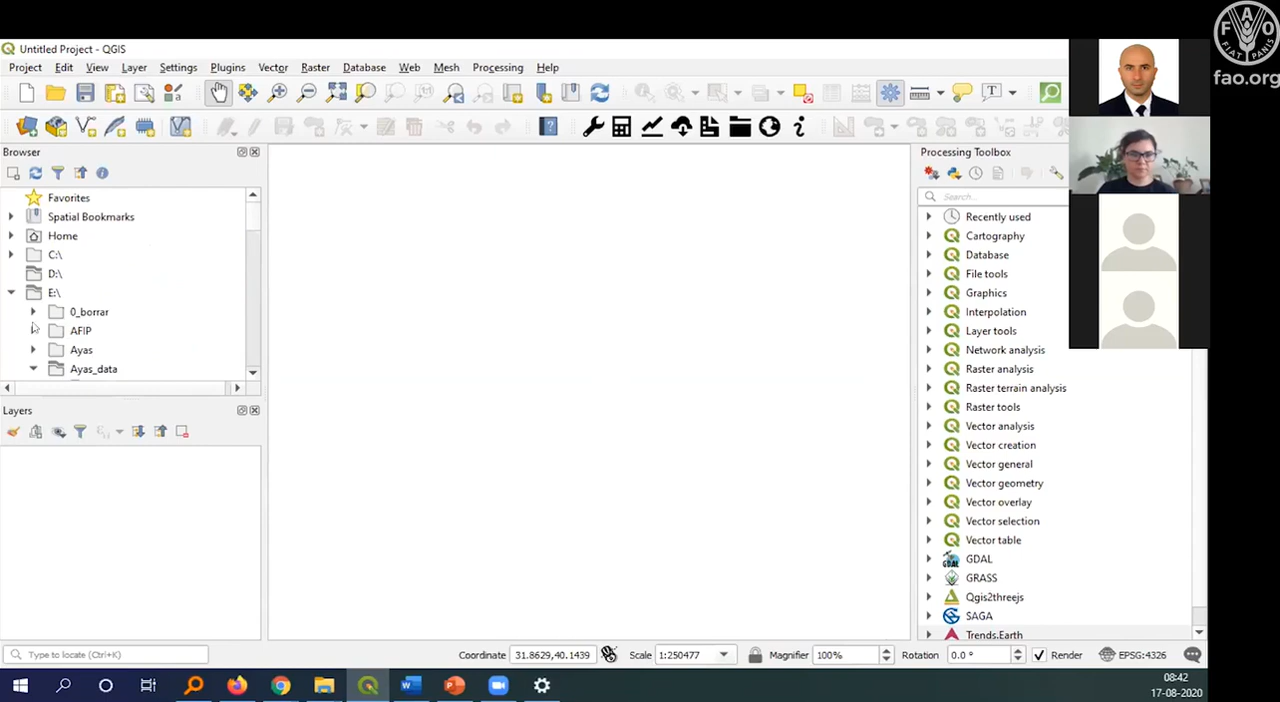 FAO
FIAT PANIS
fao.org
Untitled Project - QGIS
Project Edit View Layer Settings Plugins Vector Raster Database Web Mesh Processing Help
Browser
Favorites
Spatial Bookmarks
Home
C:\
D:\
E:\
0_borrar
AFIP
Ayas
Ayas_data
Layers
Processing Toolbox
Search...
Recently used
Cartography
Database
File tools
Graphics
Interpolation
Layer tools
Network analysis
Raster analysis
Raster terrain analysis
Raster tools
Vector analysis
Vector creation
Vector general
Vector geometry
Vector overlay
Vector selection
Vector table
GDAL
GRASS
Qgis2threejs
SAGA
Trends.Earth
Type to locate (Ctrl+K) Coordinate 31.8629,40.1439 Scale 1:250477 Magnifier 100% Rotation 0.0 ° Render EPSG:4326
08:42
17-08-2020